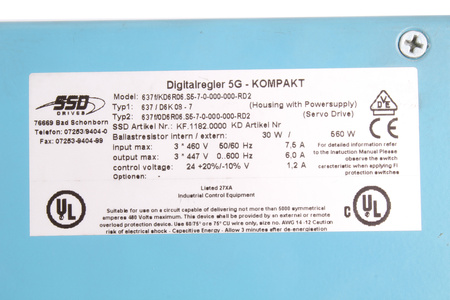 Digitalregler 5G - KOMPAKT
SSD
DRIVES
76669 Bad Schonborn
Telefon: 07253-9404-0
Fax: 07253-9404-99
Model: 637f/KD6R06.S5-7-0-000-000-RD2
Typ1: 637 / D6K 08 - 7 (Housing with Powersupply)
Typ2: 637f/D6R06.S5-7-0-000-000-RD2 (Servo Drive)
SSD Artikel Nr.: KF.1182.0000 KD Artikel Nr
Ballastresistor intern / extern: 30 W / 560 W
Input max: 3 * 460 V 50/60 Hz 7.5 A
output max: 3 * 447 V 0..600 Hz 6.0 A
control voltage: 24 +20%/-10% V 1,2 A
Optionen: -
For detailed information refer
to the Instuction Manual Please
observe the switch
caracteristic when applying FI
protection switches
VDE
Listed 27XA
Industrial Control Equipment
UL
C UL
Suitable for use on a circuit capable of delivering not more than 5000 symmetrical
amperes 480 Volts maximum. This device shall be provided by an external or remote
overload protection device. Use 60/75° ore 75° CU wire only, size no. AWG 14 -12 Cautation
risk of electrical shock - Capacitive Energy - Allow 3 minutes after de-energisation